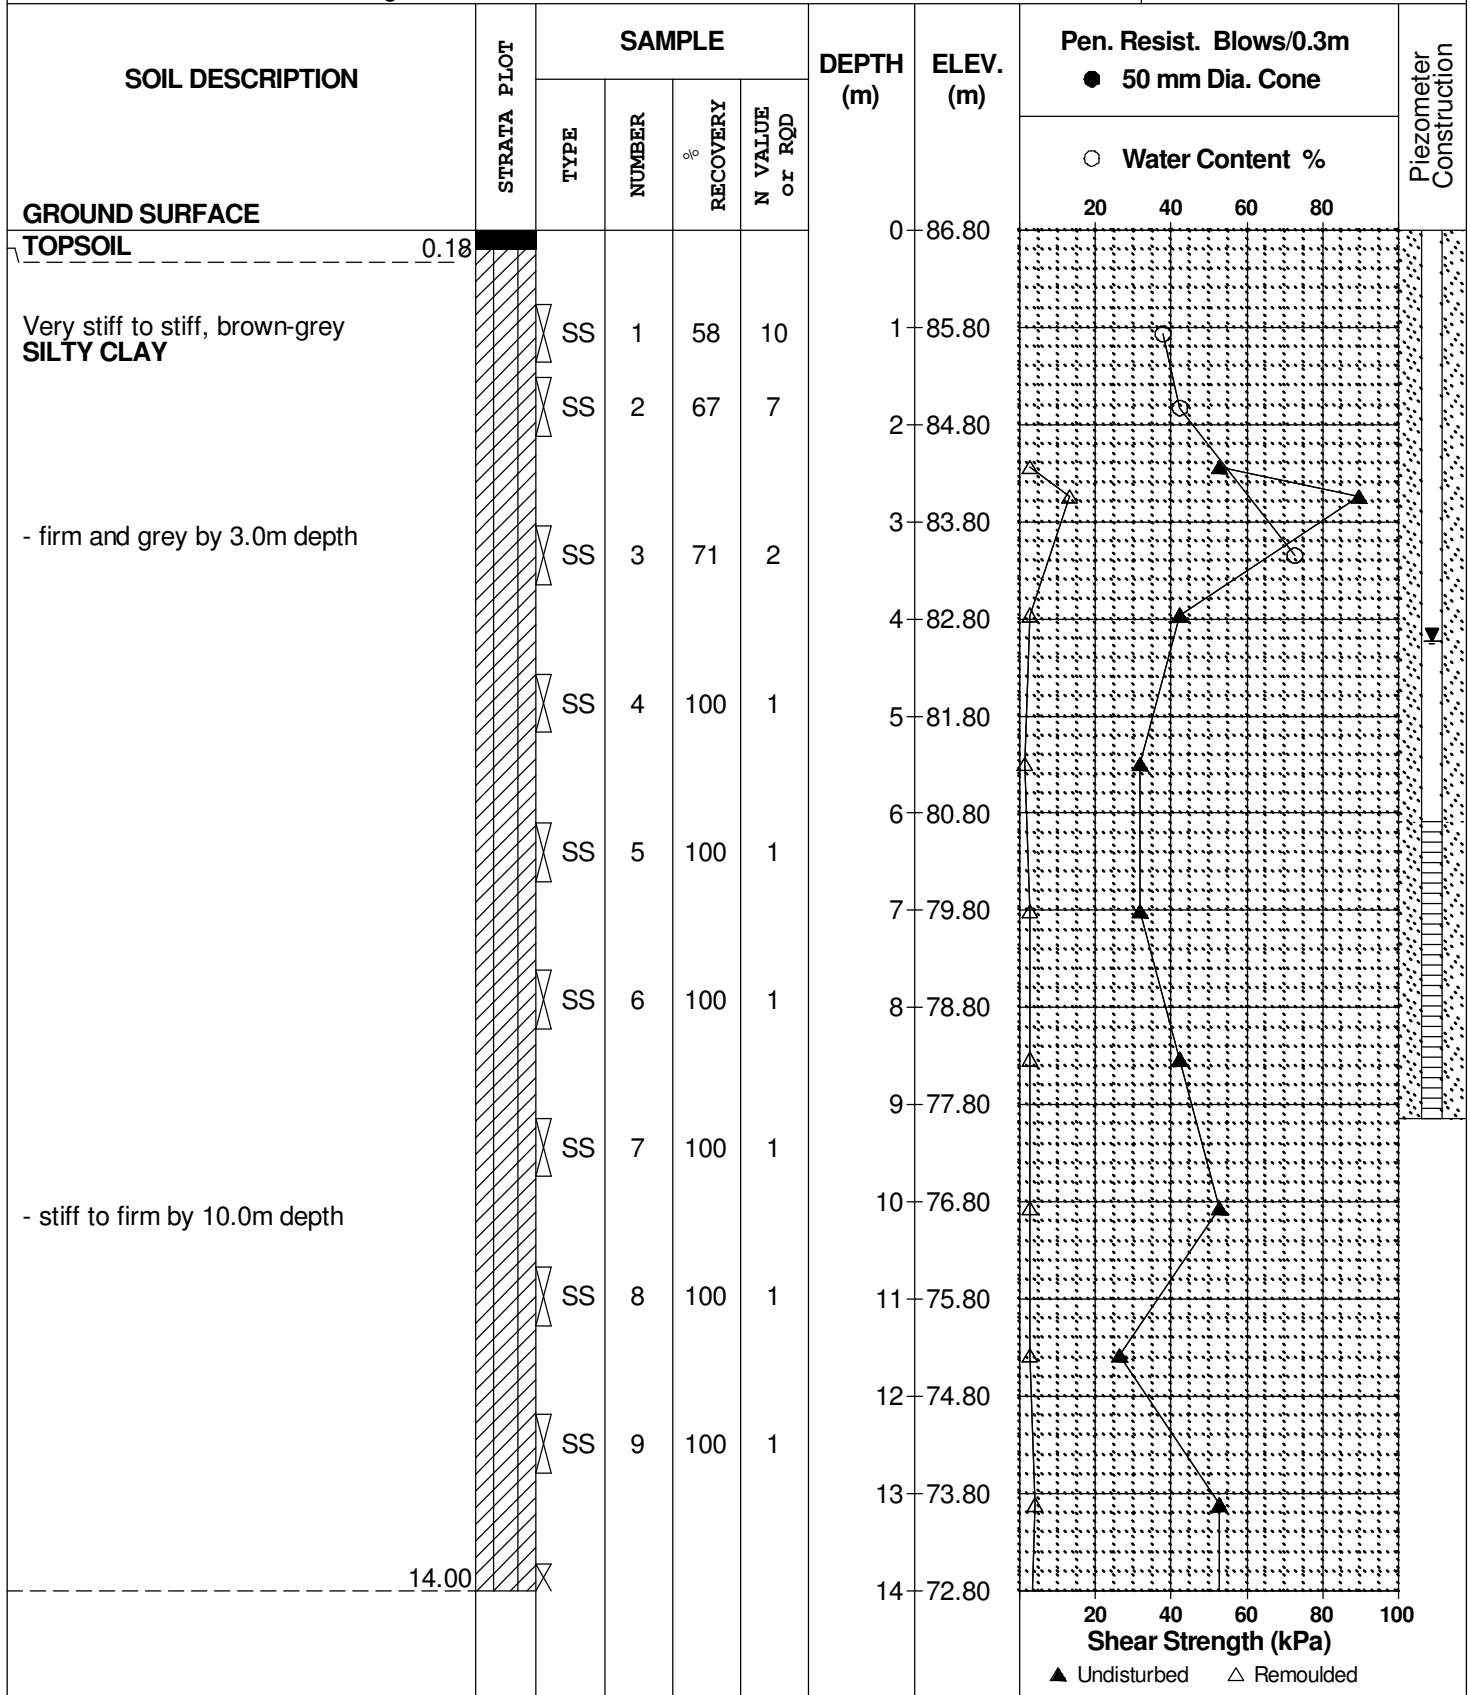 SOIL DESCRIPTION
STRATA PLOT
SAMPLE
TYPE
NUMBER
%
RECOVERY
N VALUE
or RQD
DEPTH
(m)
ELEV.
(m)
Pen. Resist. Blows/0.3m
● 50 mm Dia. Cone
○ Water Content %
Piezometer
Construction
20 40 60 80
GROUND SURFACE
0 86.80
TOPSOIL 0.18
Very stiff to stiff, brown-grey
SILTY CLAY
SS 1 58 10
1 85.80
SS 2 67 7
2 84.80
- firm and grey by 3.0m depth
3 83.80
SS 3 71 2
4 82.80
SS 4 100 1
5 81.80
6 80.80
SS 5 100 1
7 79.80
SS 6 100 1
8 78.80
9 77.80
SS 7 100 1
10 76.80
- stiff to firm by 10.0m depth
SS 8 100 1
11 75.80
12 74.80
SS 9 100 1
13 73.80
14.00
14 72.80
20 40 60 80 100
Shear Strength (kPa)
▲ Undisturbed △ Remoulded